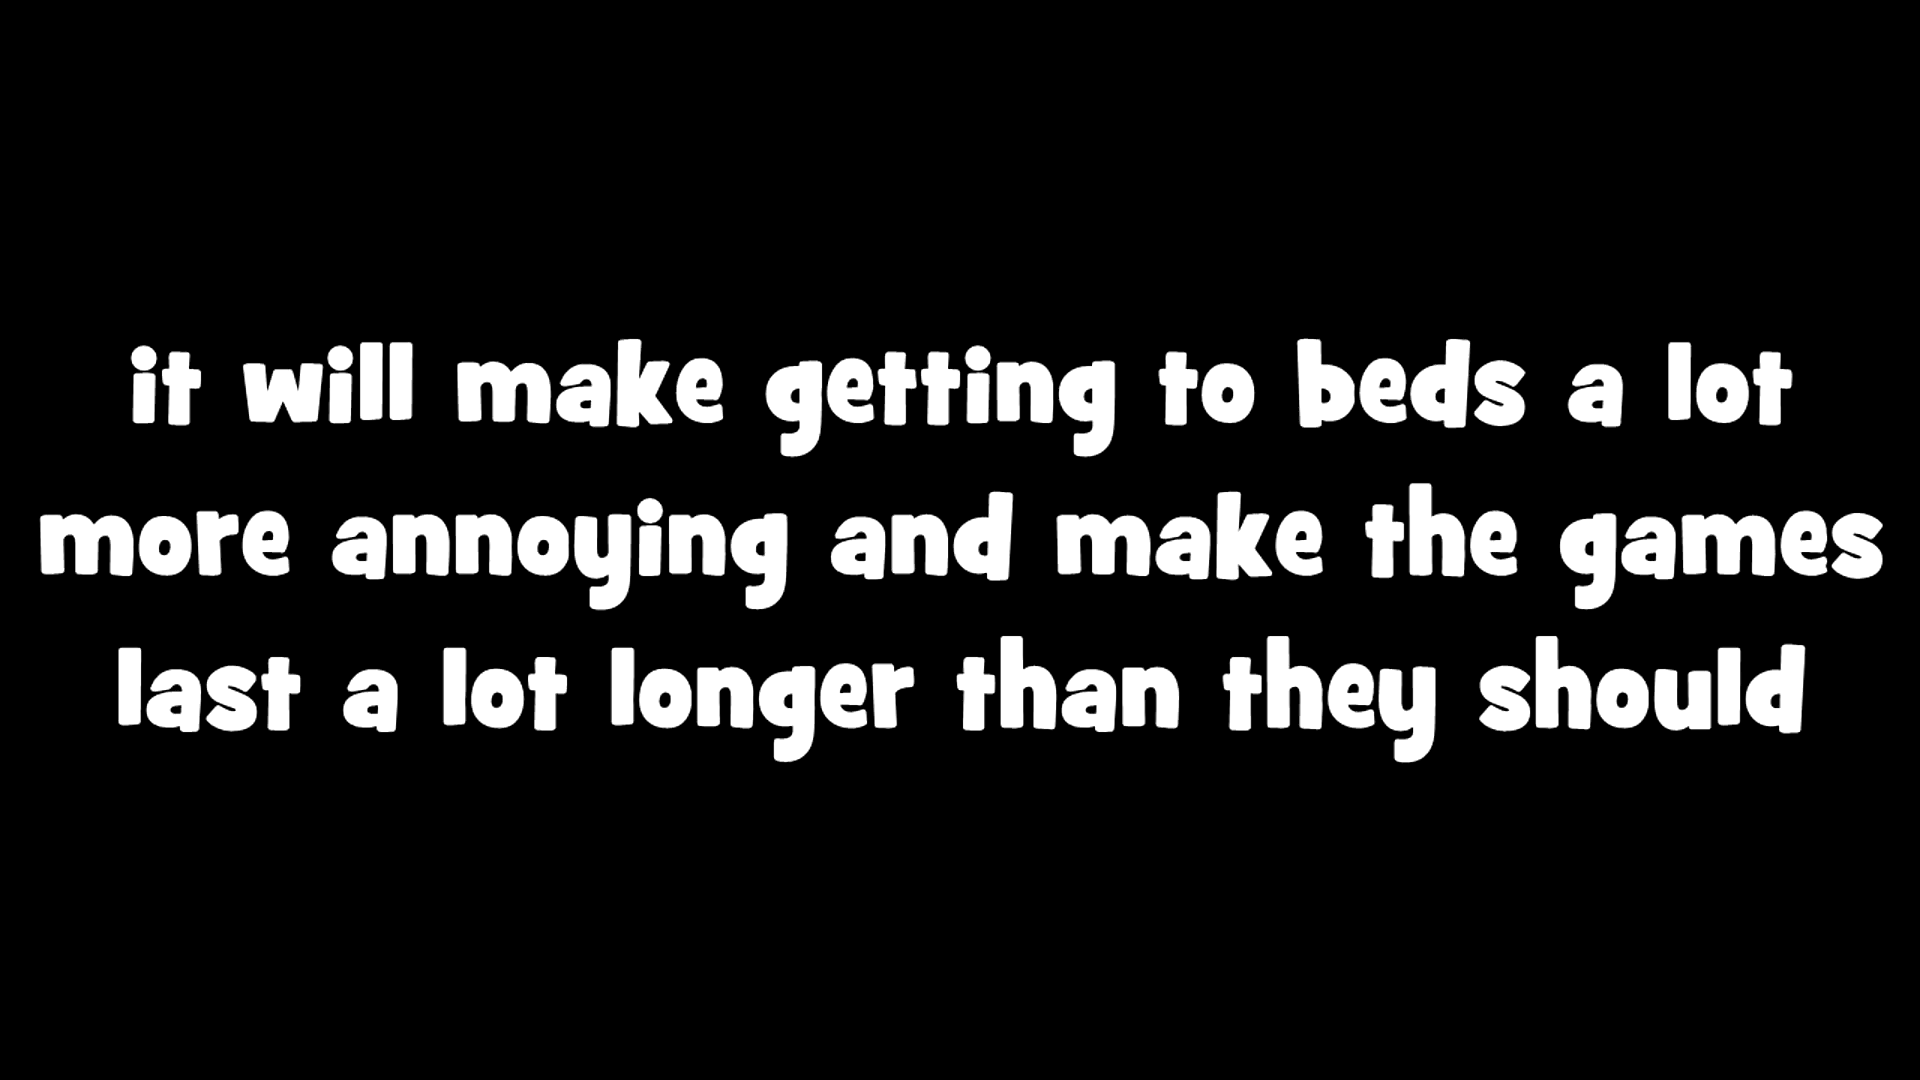 it will make getting to beds a lot
more annoying and make the games
last a lot longer than they should